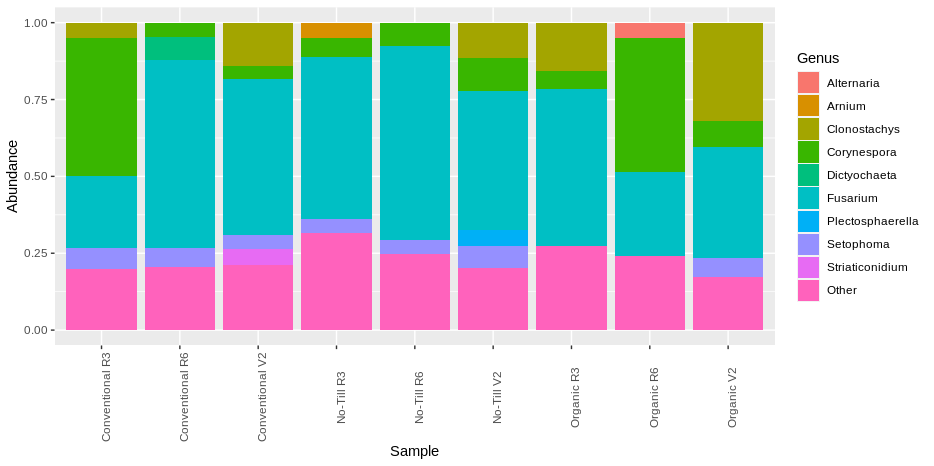 Abundance
1.00
0.75
0.50
0.25
0.00
Conventional R3
Conventional R6
Conventional V2
No-Till R3
No-Till R6
No-Till V2
Organic R3
Organic R6
Organic V2
Sample
Genus
Alternaria
Arnium
Clonostachys
Corynespora
Dictyochaeta
Fusarium
Plectosphaerella
Setophoma
Striaticonidium
Other